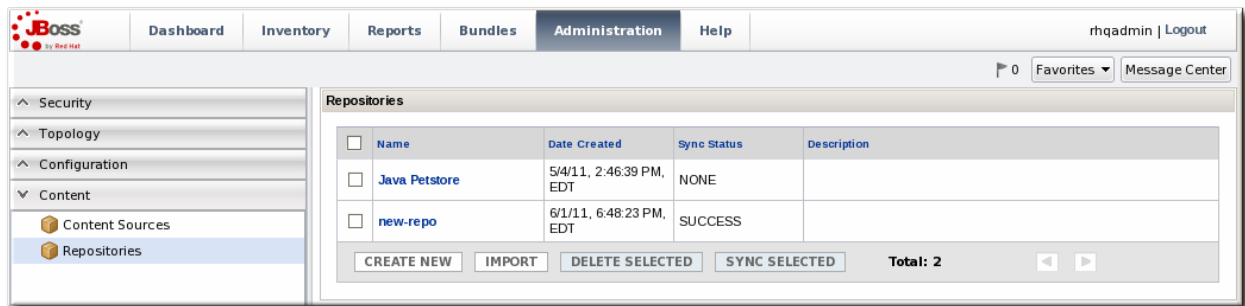 JBoss
by Red Hat
Dashboard Inventory Reports Bundles Administration Help
rhqadmin | Logout
0 Favorites Message Center
Security
Topology
Configuration
Content
Content Sources
Repositories
Repositories
Name Date Created Sync Status Description
Java Petstore 5/4/11, 2:46:39 PM, EDT NONE
new-repo 6/1/11, 6:48:23 PM, EDT SUCCESS
CREATE NEW IMPORT DELETE SELECTED SYNC SELECTED Total: 2